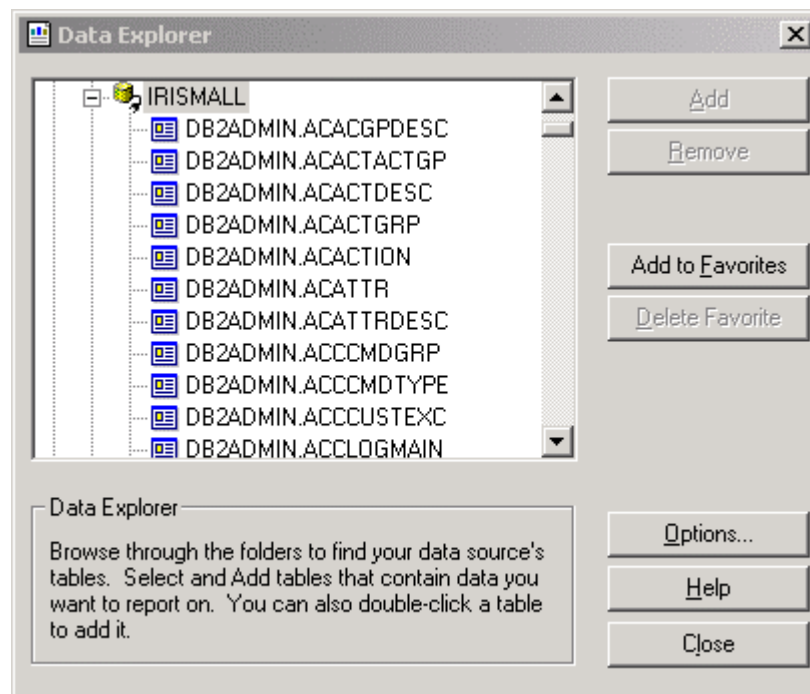 Data Explorer
IRISMALL
DB2ADMIN.ACACGPDESC
DB2ADMIN.ACACTACTGP
DB2ADMIN.ACACTDESC
DB2ADMIN.ACACTGRP
DB2ADMIN.ACACTION
DB2ADMIN.ACATTR
DB2ADMIN.ACATTRDESC
DB2ADMIN.ACCCMDGRP
DB2ADMIN.ACCCMDTYPE
DB2ADMIN.ACCCUSTEXC
DB2ADMIN.ACCLOGMAIN
Add
Remove
Add to Favorites
Delete Favorite
Data Explorer
Browse through the folders to find your data source's
tables. Select and Add tables that contain data you
want to report on. You can also double-click a table
to add it.
Options...
Help
Close